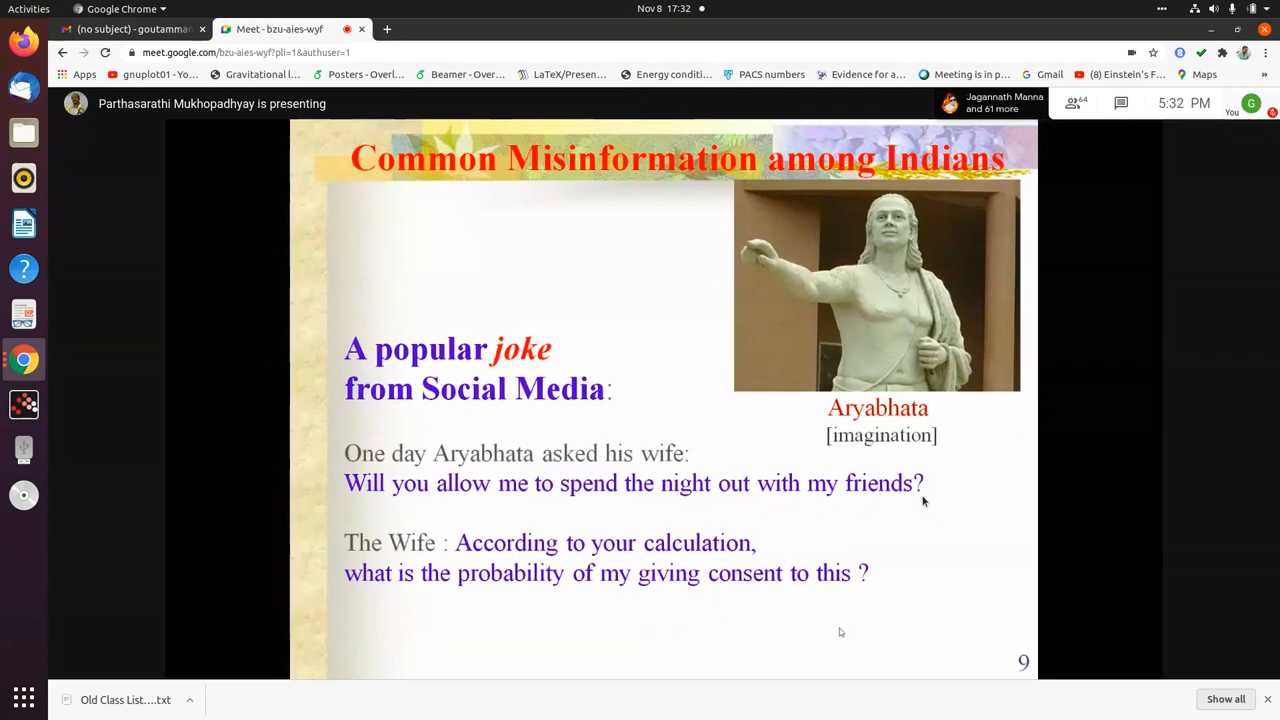 Activities
Google Chrome
Nov 8 17:32
(no subject) - goutamman
Meet - bzu-aies-wyf
meet.google.com/bzu-aies-wyf?pli=1&authuser=1
Apps
gnuplot01 - Yo...
Gravitational l...
Posters - Overl...
Beamer - Over...
LaTeX/Presen...
Energy conditi...
PACS numbers
Evidence for a...
Meeting is in p...
Gmail
(8) Einstein's F...
Maps
»
Parthasarathi Mukhopadhyay is presenting
Jagannath Manna
and 61 more
64
5:32 PM
You
G
Common Misinformation among Indians
Aryabhata
[imagination]
A popular joke
from Social Media:
One day Aryabhata asked his wife:
Will you allow me to spend the night out with my friends?
The Wife : According to your calculation,
what is the probability of my giving consent to this ?
9
Old Class List....txt
Show all